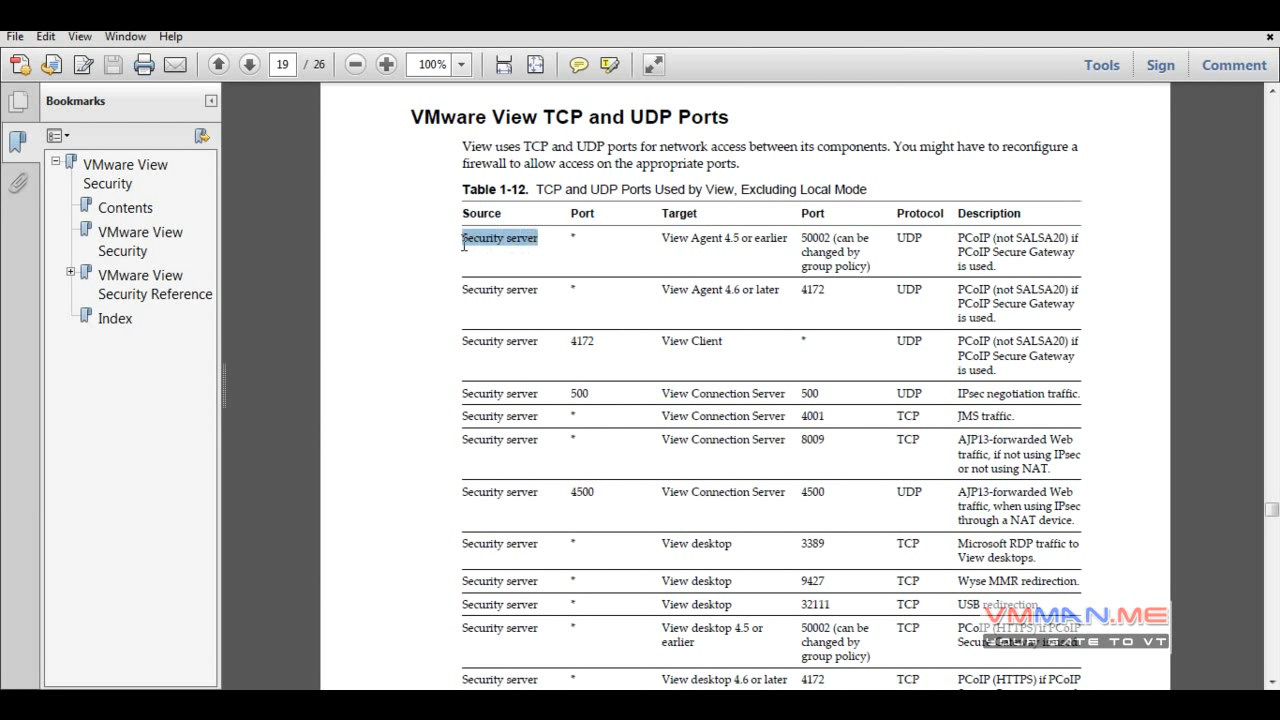 File Edit View Window Help
19 / 26
100%
Tools Sign Comment
Bookmarks
VMware View
Security
Contents
VMware View
Security
VMware View
Security Reference
Index
VMware View TCP and UDP Ports
View uses TCP and UDP ports for network access between its components. You might have to reconfigure a
firewall to allow access on the appropriate ports.
Table 1-12. TCP and UDP Ports Used by View, Excluding Local Mode
Source Port Target Port Protocol Description
Security server * View Agent 4.5 or earlier 50002 (can be UDP PCoIP (not SALSA20) if
changed by PCoIP Secure Gateway
group policy) is used.
Security server * View Agent 4.6 or later 4172 UDP PCoIP (not SALSA20) if
PCoIP Secure Gateway
is used.
Security server 4172 View Client * UDP PCoIP (not SALSA20) if
PCoIP Secure Gateway
is used.
Security server 500 View Connection Server 500 UDP IPsec negotiation traffic.
Security server * View Connection Server 4001 TCP JMS traffic.
Security server * View Connection Server 8009 TCP AJP13-forwarded Web
traffic, if not using IPsec
or not using NAT.
Security server 4500 View Connection Server 4500 UDP AJP13-forwarded Web
traffic, when using IPsec
through a NAT device.
Security server * View desktop 3389 TCP Microsoft RDP traffic to
View desktops.
Security server * View desktop 9427 TCP Wyse MMR redirection.
Security server * View desktop 32111 TCP USB redirection.
Security server * View desktop 4.5 or 50002 (can be TCP PCoIP (HTTPS) if PCoIP
earlier changed by
group policy)
Security server * View desktop 4.6 or later 4172 TCP PCoIP (HTTPS) if PCoIP
VMMAN.ME
YOUR GATE TO VT